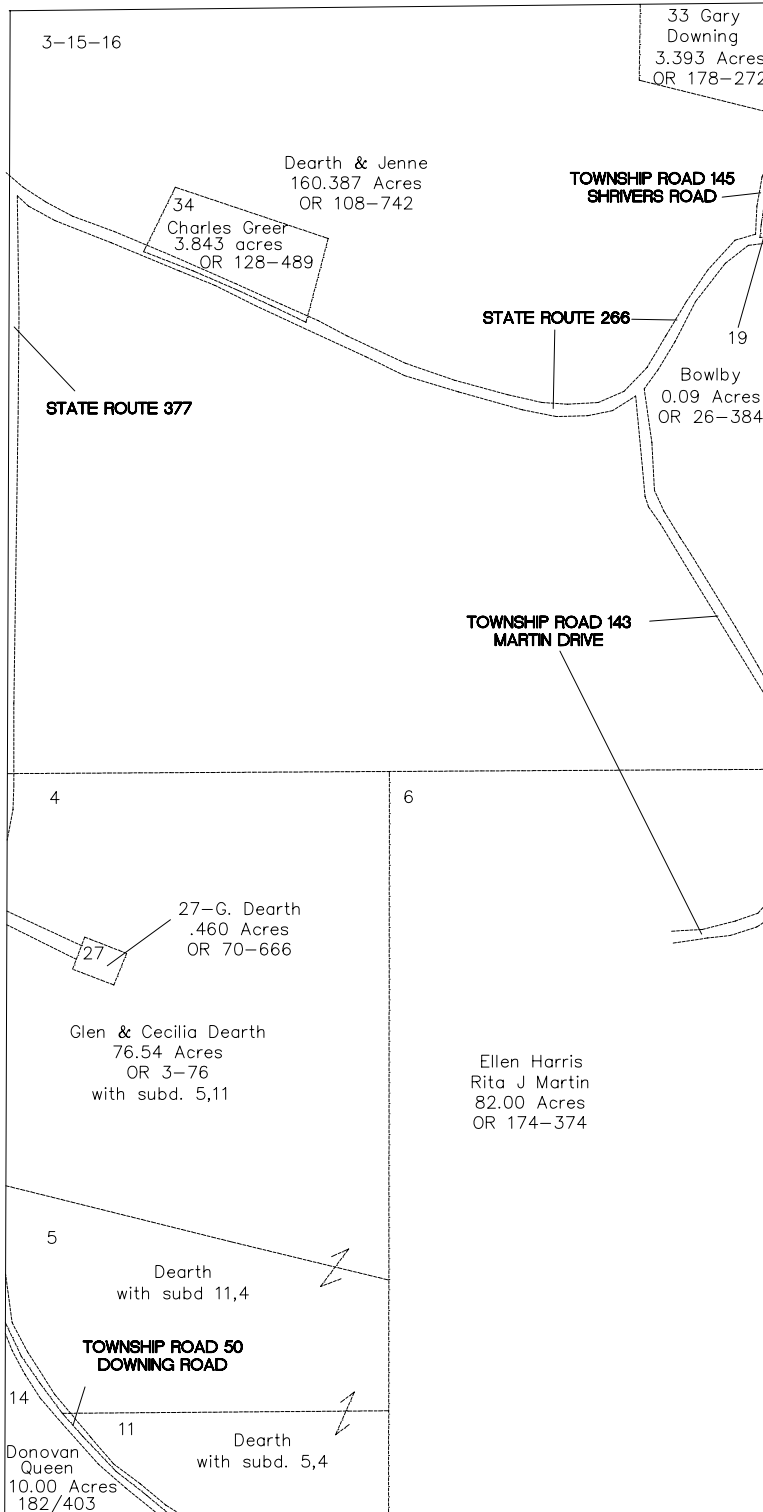 3-15-16
33 Gary
Downing
3.393 Acres
OR 178-272
Dearth & Jenne
160.387 Acres
OR 108-742
TOWNSHIP ROAD 145
SHRIVERS ROAD
34
Charles Greer
3.843 acres
OR 128-489
STATE ROUTE 266
19
Bowlby
0.09 Acres
OR 26-384
STATE ROUTE 377
TOWNSHIP ROAD 143
MARTIN DRIVE
4
6
27-G. Dearth
.460 Acres
OR 70-666
27
Glen & Cecilia Dearth
76.54 Acres
OR 3-76
with subd. 5,11
Ellen Harris
Rita J Martin
82.00 Acres
OR 174-374
5
Dearth
with subd 11,4
TOWNSHIP ROAD 50
DOWNING ROAD
14
11
Dearth
with subd. 5,4
Donovan
Queen
10.00 Acres
182/403